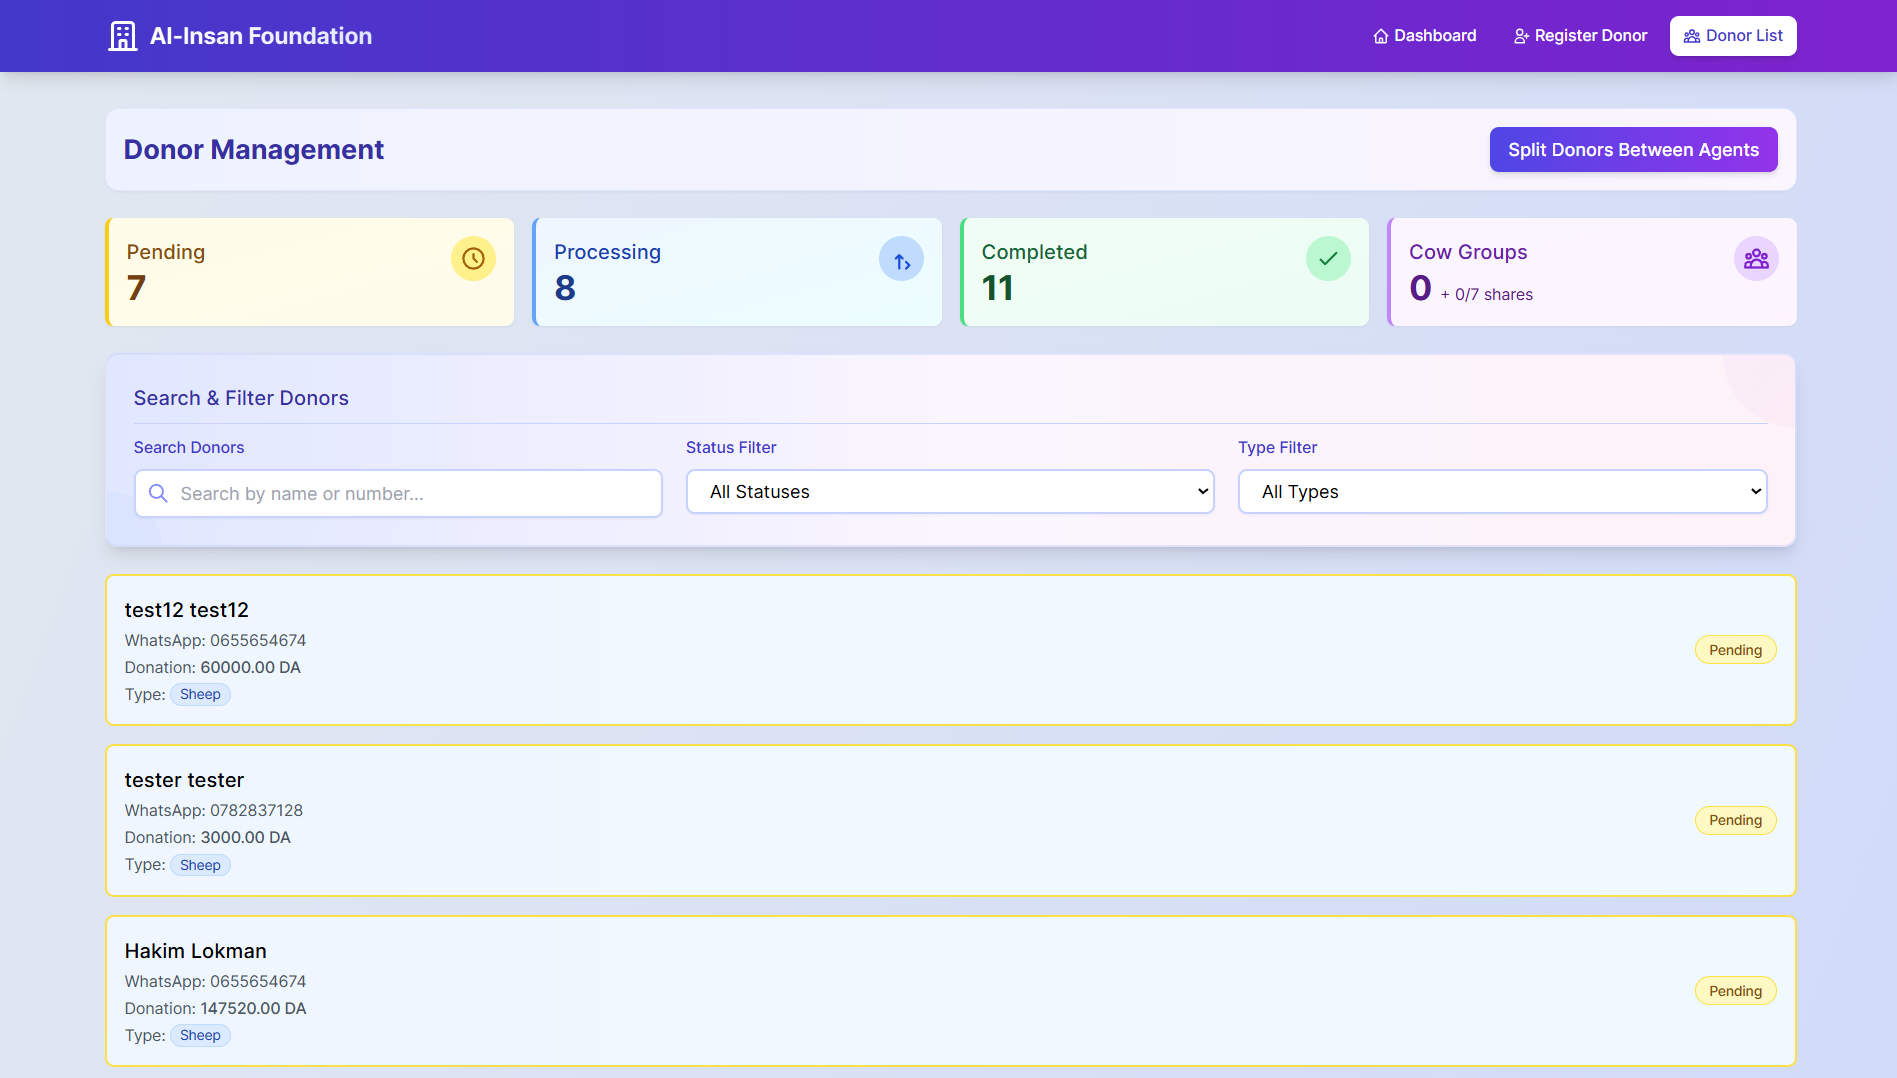 Al-Insan Foundation
Dashboard
Register Donor
Donor List
Donor Management
Split Donors Between Agents
Pending
7
Processing
8
Completed
11
Cow Groups
0 + 0/7 shares
Search & Filter Donors
Search Donors
Search by name or number...
Status Filter
All Statuses
Type Filter
All Types
test12 test12
WhatsApp: 0655654674
Donation: 60000.00 DA
Type: Sheep
Pending
tester tester
WhatsApp: 0782837128
Donation: 3000.00 DA
Type: Sheep
Pending
Hakim Lokman
WhatsApp: 0655654674
Donation: 147520.00 DA
Type: Sheep
Pending